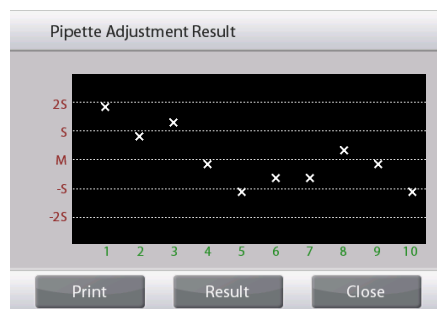 Pipette Adjustment Result
2S
S
M
-S
-2S
1 2 3 4 5 6 7 8 9 10
Print Result Close